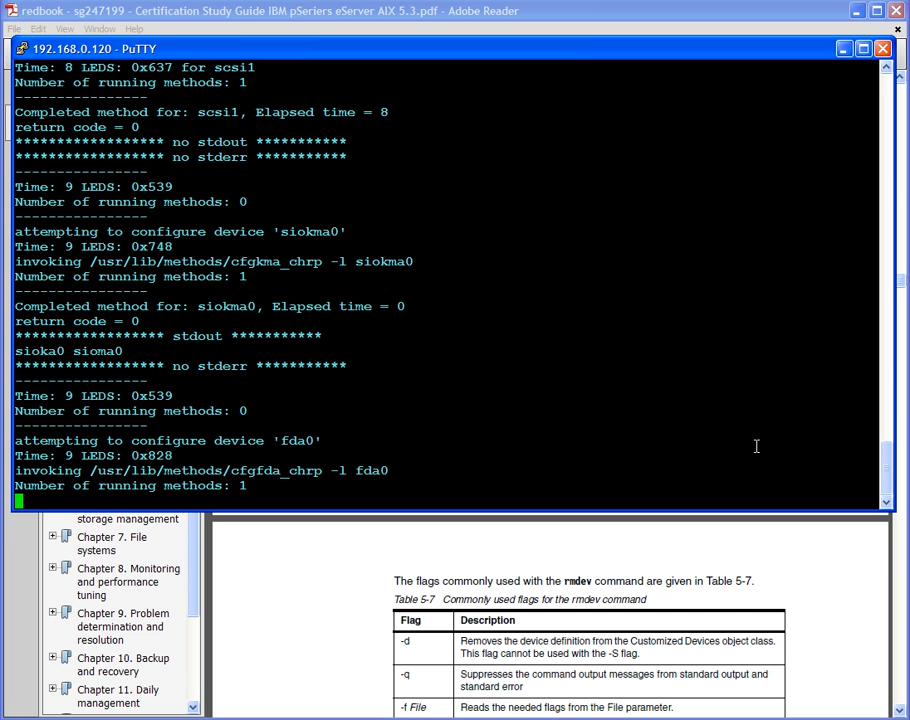 redbook - sg247199 - Certification Study Guide IBM pSeriers eServer AIX 5.3.pdf - Adobe Reader
File Edit View Window Help
192.168.0.120 - PuTTY
Time: 8 LEDS: 0x637 for scsi1
Number of running methods: 1
----------------
Completed method for: scsi1, Elapsed time = 8
return code = 0
****************** no stdout ***********
****************** no stderr ***********
----------------
Time: 9 LEDS: 0x539
Number of running methods: 0
----------------
attempting to configure device 'siokma0'
Time: 9 LEDS: 0x748
invoking /usr/lib/methods/cfgkma_chrp -l siokma0
Number of running methods: 1
----------------
Completed method for: siokma0, Elapsed time = 0
return code = 0
****************** stdout ***********
sioka0 sioma0
****************** no stderr ***********
----------------
Time: 9 LEDS: 0x539
Number of running methods: 0
----------------
attempting to configure device 'fda0'
Time: 9 LEDS: 0x828
invoking /usr/lib/methods/cfgfda_chrp -l fda0
Number of running methods: 1
storage management
Chapter 7. File
systems
Chapter 8. Monitoring
and performance
tuning
Chapter 9. Problem
determination and
resolution
Chapter 10. Backup
and recovery
Chapter 11. Daily
management
The flags commonly used with the rmdev command are given in Table 5-7.
Table 5-7 Commonly used flags for the rmdev command
Flag Description
-d Removes the device definition from the Customized Devices object class.
This flag cannot be used with the -S flag.
-q Suppresses the command output messages from standard output and
standard error
-f File Reads the needed flags from the File parameter.